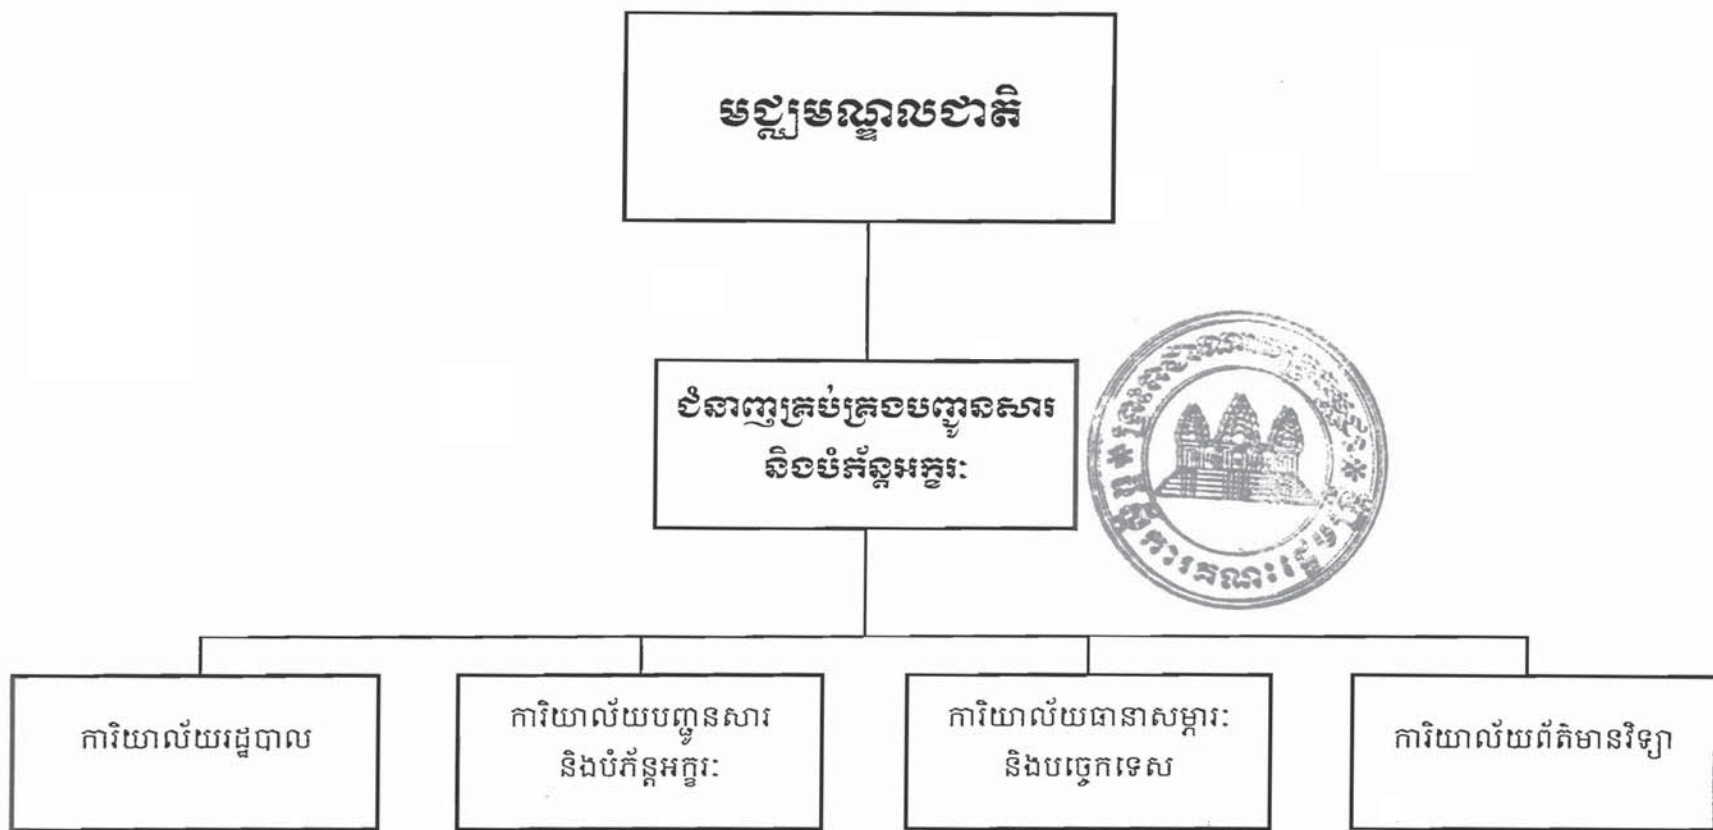 មជ្ឈមណ្ឌលជាតិ
ជំនាញគ្រប់គ្រងបញ្ជូនសារ
និងបំភ័ន្តអក្ខរៈ
ការិយាល័យរដ្ឋបាល
ការិយាល័យបញ្ជូនសារ
និងបំភ័ន្តអក្ខរៈ
ការិយាល័យធានាសម្ភារៈ
និងបច្ចេកទេស
ការិយាល័យព័ត៌មានវិទ្យា